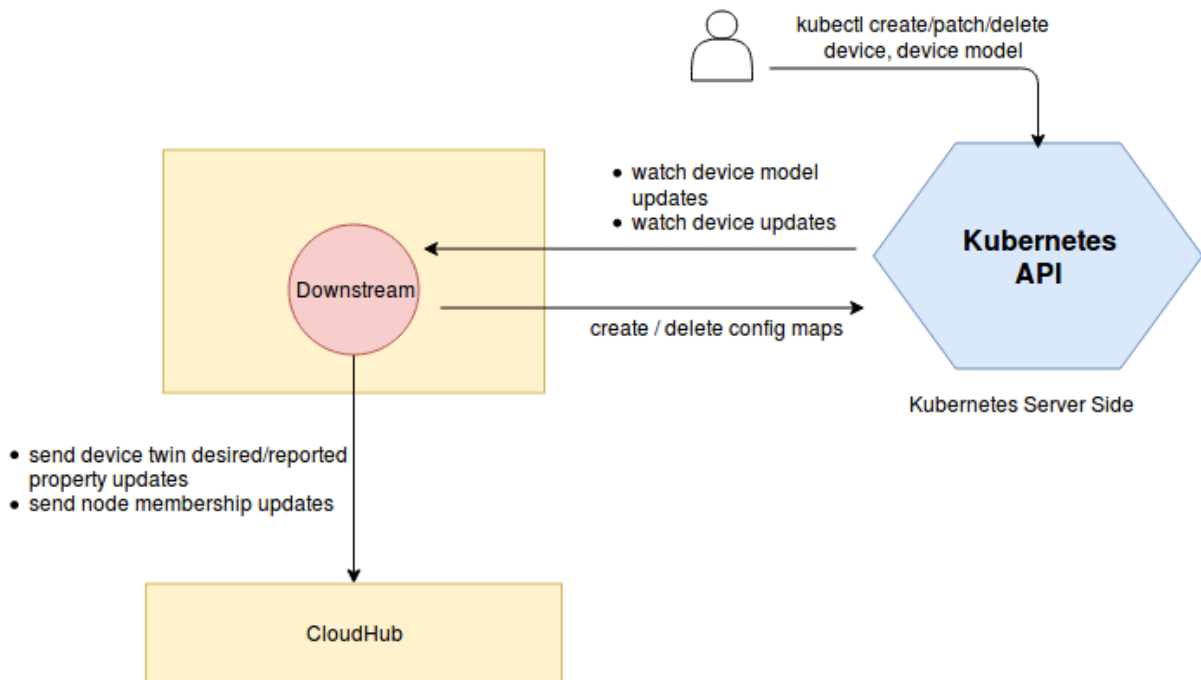 kubectl create/patch/delete
device, device model
• watch device model
updates
• watch device updates
Kubernetes
API
Downstream
create / delete config maps
Kubernetes Server Side
• send device twin desired/reported
property updates
• send node membership updates
CloudHub